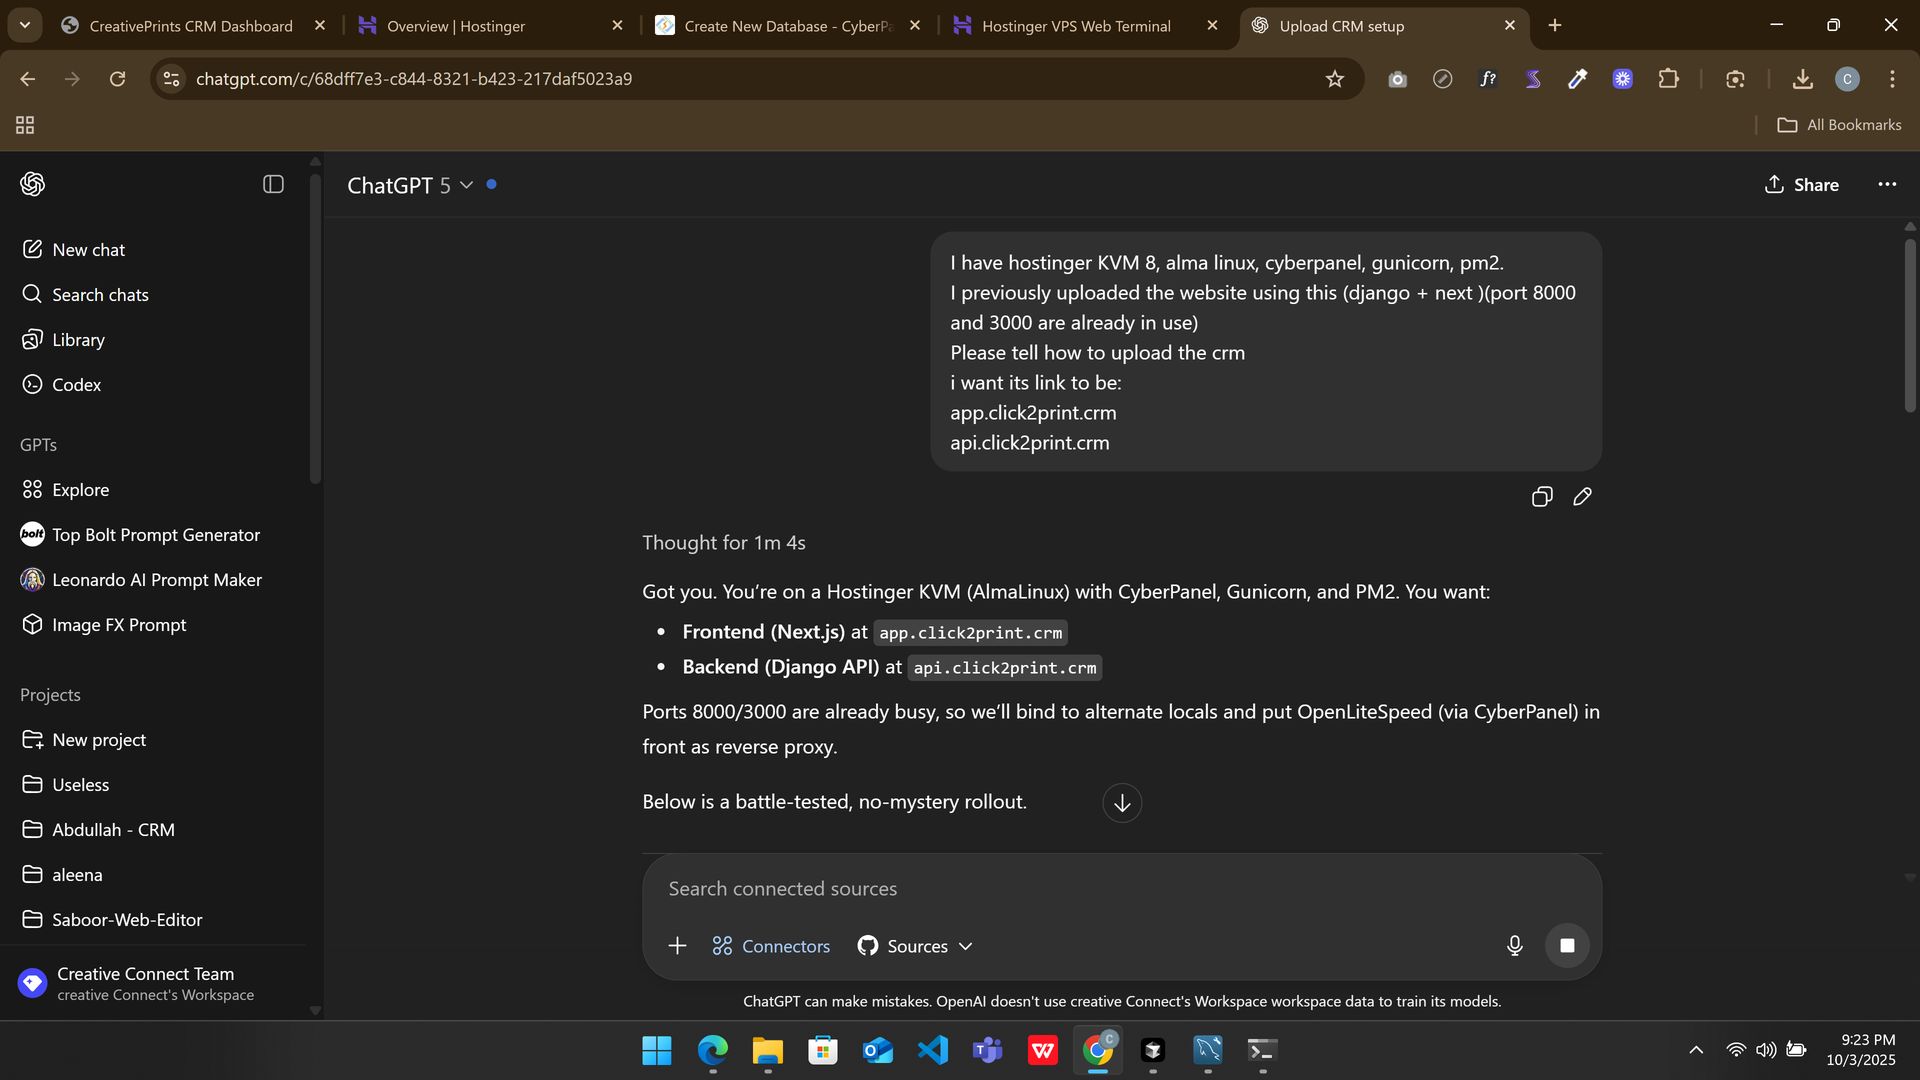 CreativePrints CRM Dashboard
Overview | Hostinger
Create New Database - CyberPa
Hostinger VPS Web Terminal
Upload CRM setup
chatgpt.com/c/68dff7e3-c844-8321-b423-217daf5023a9
f?
C
All Bookmarks
ChatGPT 5
Share
New chat
Search chats
Library
Codex
GPTs
Explore
bolt
Top Bolt Prompt Generator
Leonardo AI Prompt Maker
Image FX Prompt
Projects
New project
Useless
Abdullah - CRM
aleena
Saboor-Web-Editor
Creative Connect Team
creative Connect's Workspace
I have hostinger KVM 8, alma linux, cyberpanel, gunicorn, pm2.
I previously uploaded the website using this (django + next )(port 8000
and 3000 are already in use)
Please tell how to upload the crm
i want its link to be:
app.click2print.crm
api.click2print.crm
Thought for 1m 4s
Got you. You’re on a Hostinger KVM (AlmaLinux) with CyberPanel, Gunicorn, and PM2. You want:
• Frontend (Next.js) at app.click2print.crm
• Backend (Django API) at api.click2print.crm
Ports 8000/3000 are already busy, so we’ll bind to alternate locals and put OpenLiteSpeed (via CyberPanel) in
front as reverse proxy.
Below is a battle-tested, no-mystery rollout.
Search connected sources
Connectors
Sources
ChatGPT can make mistakes. OpenAI doesn't use creative Connect's Workspace workspace data to train its models.
9:23 PM
10/3/2025